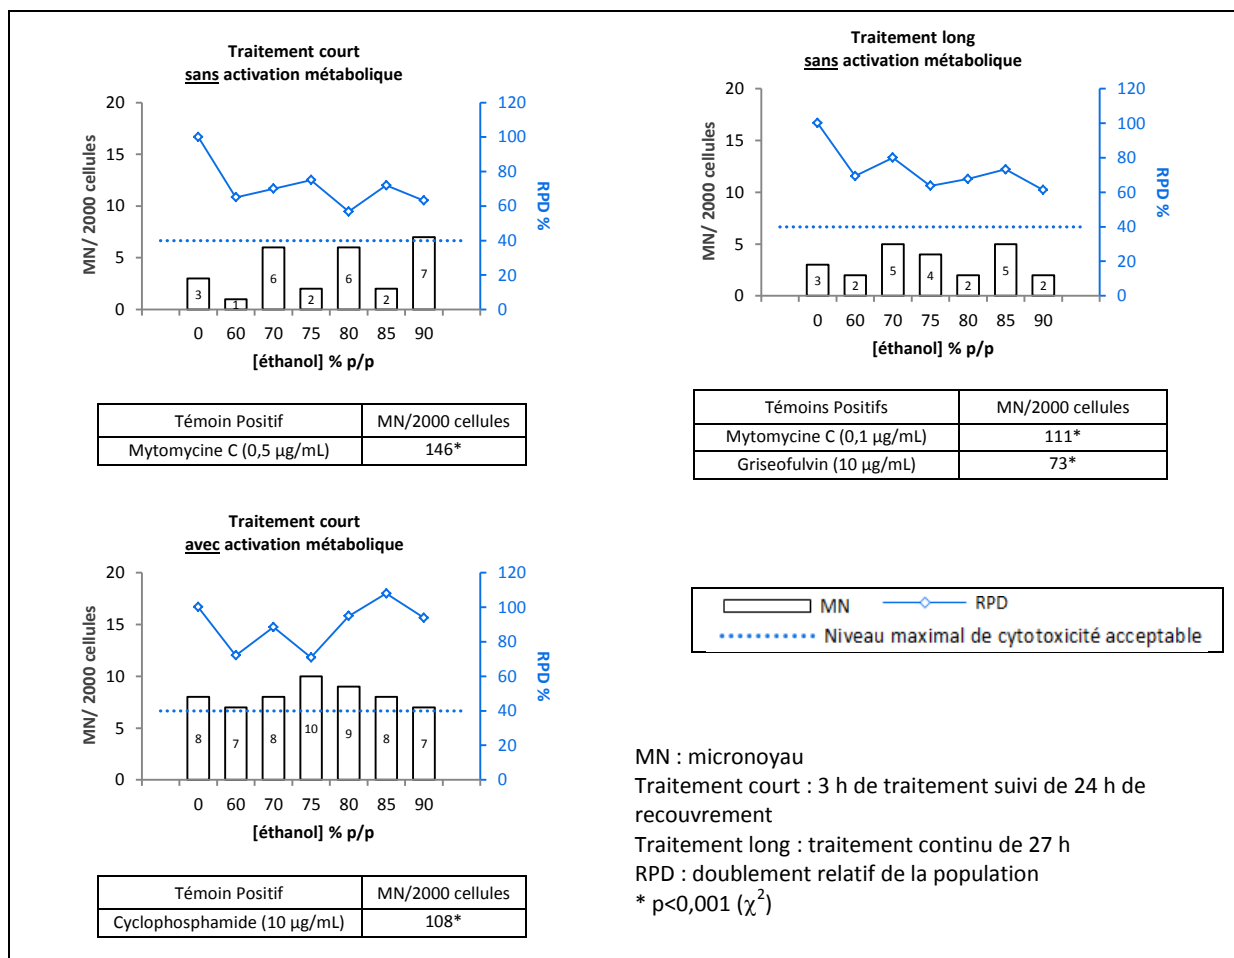 Traitement court
sans activation métabolique
20
15
10
5
0
MN/ 2000 cellules
120
100
80
60
40
20
0
RPD %
3
1
6
2
6
2
7
0 60 70 75 80 85 90
[éthanol] % p/p
Témoin Positif MN/2000 cellules
Mytomycine C (0,5 µg/mL) 146*
Traitement long
sans activation métabolique
20
15
10
5
0
MN/ 2000 cellules
120
100
80
60
40
20
0
RPD %
3
2
5
4
2
5
2
0 60 70 75 80 85 90
[éthanol] % p/p
Témoins Positifs MN/2000 cellules
Mytomycine C (0,1 µg/mL) 111*
Griseofulvin (10 µg/mL) 73*
Traitement court
avec activation métabolique
20
15
10
5
0
MN/ 2000 cellules
120
100
80
60
40
20
0
RPD %
8
7
8
10
9
8
7
0 60 70 75 80 85 90
[éthanol] % p/p
Témoin Positif MN/2000 cellules
Cyclophosphamide (10 µg/mL) 108*
MN RPD
Niveau maximal de cytotoxicité acceptable
MN : micronoyau
Traitement court : 3 h de traitement suivi de 24 h de
recouvrement
Traitement long : traitement continu de 27 h
RPD : doublement relatif de la population
* p<0,001 (χ²)